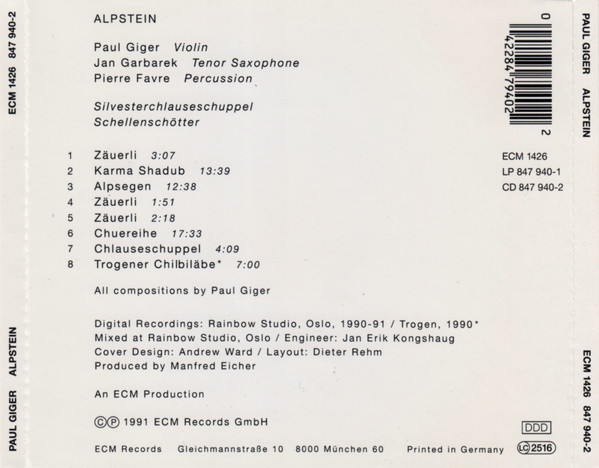 ECM 1426 847 940-2
PAUL GIGER ALPSTEIN
ALPSTEIN
Paul Giger Violin
Jan Garbarek Tenor Saxophone
Pierre Favre Percussion
Silvesterchlauseschuppel
Schellenschötter
1 Zäuerli 3:07
2 Karma Shadub 13:39
3 Alpsegen 12:38
4 Zäuerli 1:51
5 Zäuerli 2:18
6 Chuereihe 17:33
7 Chlauseschuppel 4:09
8 Trogener Chilbiläbe* 7:00
All compositions by Paul Giger
Digital Recordings: Rainbow Studio, Oslo, 1990-91 / Trogen, 1990*
Mixed at Rainbow Studio, Oslo / Engineer: Jan Erik Kongshaug
Cover Design: Andrew Ward / Layout: Dieter Rehm
Produced by Manfred Eicher
An ECM Production
©℗ 1991 ECM Records GmbH
ECM Records Gleichmannstraße 10 8000 München 60 Printed in Germany
DDD
LC 2516
0 42284 79402 2
ECM 1426
LP 847 940-1
CD 847 940-2
PAUL GIGER ALPSTEIN
ECM 1426 847 940-2